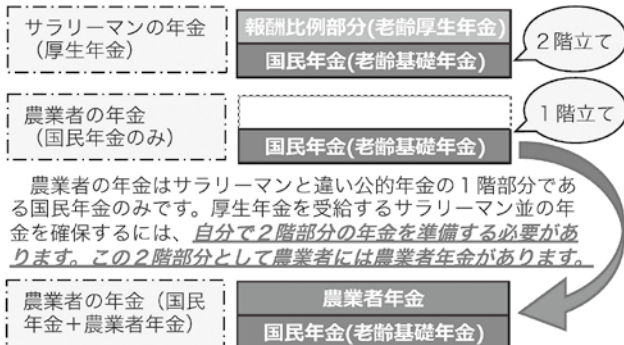 サラリーマンの年金
（厚生年金）
報酬比例部分(老齢厚生年金)
国民年金(老齢基礎年金)
２階立て
農業者の年金
（国民年金のみ）
国民年金(老齢基礎年金)
１階立て
　農業者の年金はサラリーマンと違い公的年金の１階部分であ
る国民年金のみです。厚生年金を受給するサラリーマン並の年
金を確保するには、自分で２階部分の年金を準備する必要があ
ります。この２階部分として農業者には農業者年金があります。
農業者の年金（国民
年金＋農業者年金）
農業者年金
国民年金(老齢基礎年金)